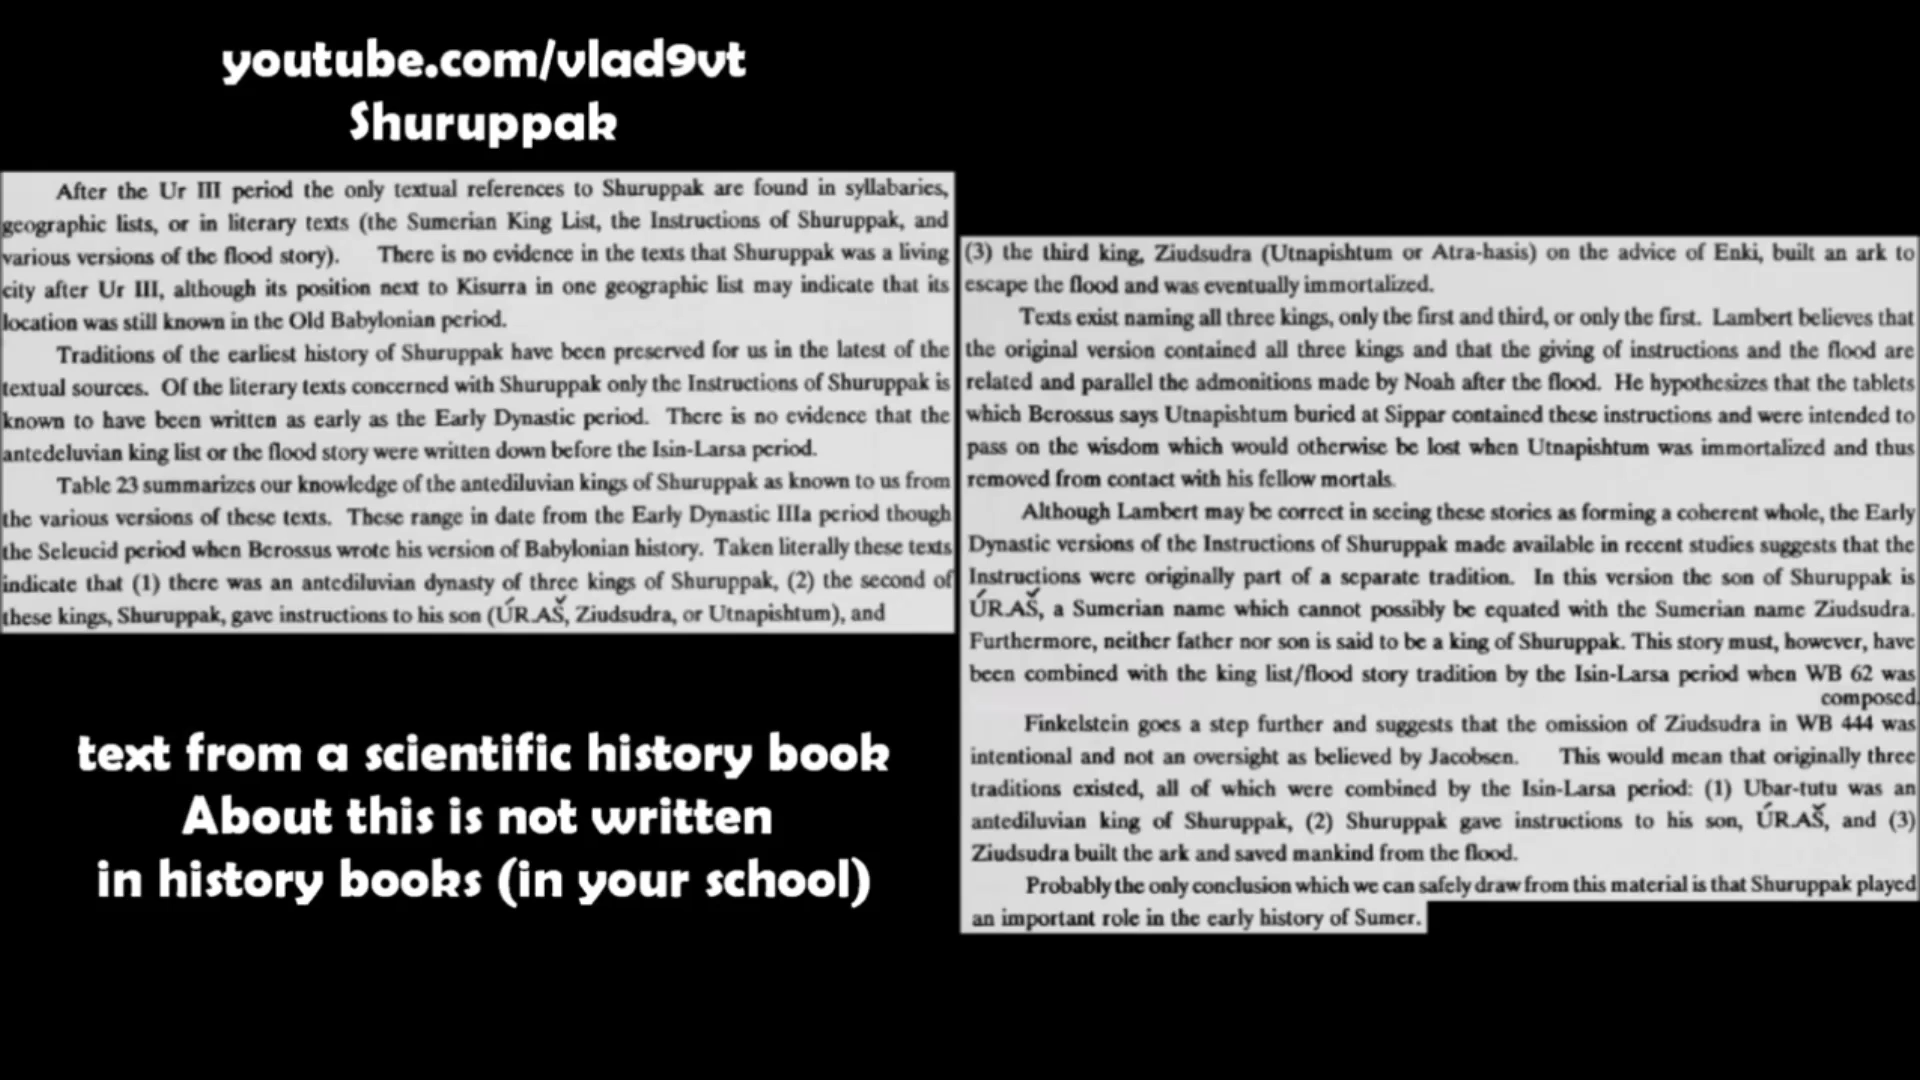 youtube.com/vlad9vt
Shuruppak
After the Ur III period the only textual references to Shuruppak are found in syllabaries,
geographic lists, or in literary texts (the Sumerian King List, the Instructions of Shuruppak, and
various versions of the flood story). There is no evidence in the texts that Shuruppak was a living
city after Ur III, although its position next to Kisurra in one geographic list may indicate that its
location was still known in the Old Babylonian period.
Traditions of the earliest history of Shuruppak have been preserved for us in the latest of the
textual sources. Of the literary texts concerned with Shuruppak only the Instructions of Shuruppak is
known to have been written as early as the Early Dynastic period. There is no evidence that the
antedeluvian king list or the flood story were written down before the Isin-Larsa period.
Table 23 summarizes our knowledge of the antediluvian kings of Shuruppak as known to us from
the various versions of these texts. These range in date from the Early Dynastic IIIa period though
the Seleucid period when Berossus wrote his version of Babylonian history. Taken literally these texts
indicate that (1) there was an antediluvian dynasty of three kings of Shuruppak, (2) the second of
these kings, Shuruppak, gave instructions to his son (ÚR.AŠ, Ziudsudra, or Utnapishtum), and
text from a scientific history book
About this is not written
in history books (in your school)
(3) the third king, Ziudsudra (Utnapishtum or Atra-hasis) on the advice of Enki, built an ark to
escape the flood and was eventually immortalized.
Texts exist naming all three kings, only the first and third, or only the first. Lambert believes that
the original version contained all three kings and that the giving of instructions and the flood are
related and parallel the admonitions made by Noah after the flood. He hypothesizes that the tablets
which Berossus says Utnapishtum buried at Sippar contained these instructions and were intended to
pass on the wisdom which would otherwise be lost when Utnapishtum was immortalized and thus
removed from contact with his fellow mortals.
Although Lambert may be correct in seeing these stories as forming a coherent whole, the Early
Dynastic versions of the Instructions of Shuruppak made available in recent studies suggests that the
Instructions were originally part of a separate tradition. In this version the son of Shuruppak is
ÚR.AŠ, a Sumerian name which cannot possibly be equated with the Sumerian name Ziudsudra.
Furthermore, neither father nor son is said to be a king of Shuruppak. This story must, however, have
been combined with the king list/flood story tradition by the Isin-Larsa period when WB 62 was
composed.
Finkelstein goes a step further and suggests that the omission of Ziudsudra in WB 444 was
intentional and not an oversight as believed by Jacobsen. This would mean that originally three
traditions existed, all of which were combined by the Isin-Larsa period: (1) Ubar-tutu was an
antediluvian king of Shuruppak, (2) Shuruppak gave instructions to his son, ÚR.AŠ, and (3)
Ziudsudra built the ark and saved mankind from the flood.
Probably the only conclusion which we can safely draw from this material is that Shuruppak played
an important role in the early history of Sumer.